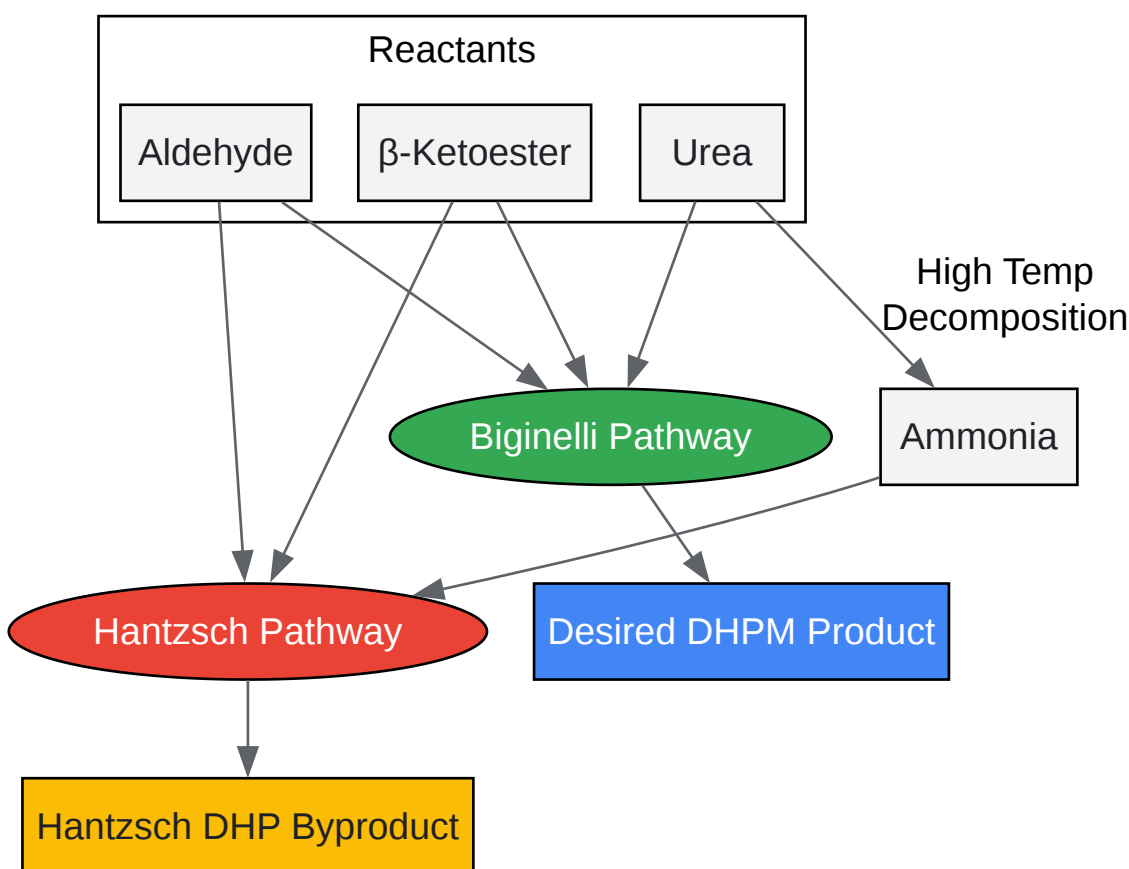 Reactants
Aldehyde
β-Ketoester
Urea
High Temp
Decomposition
Biginelli Pathway
Ammonia
Hantzsch Pathway
Desired DHPM Product
Hantzsch DHP Byproduct